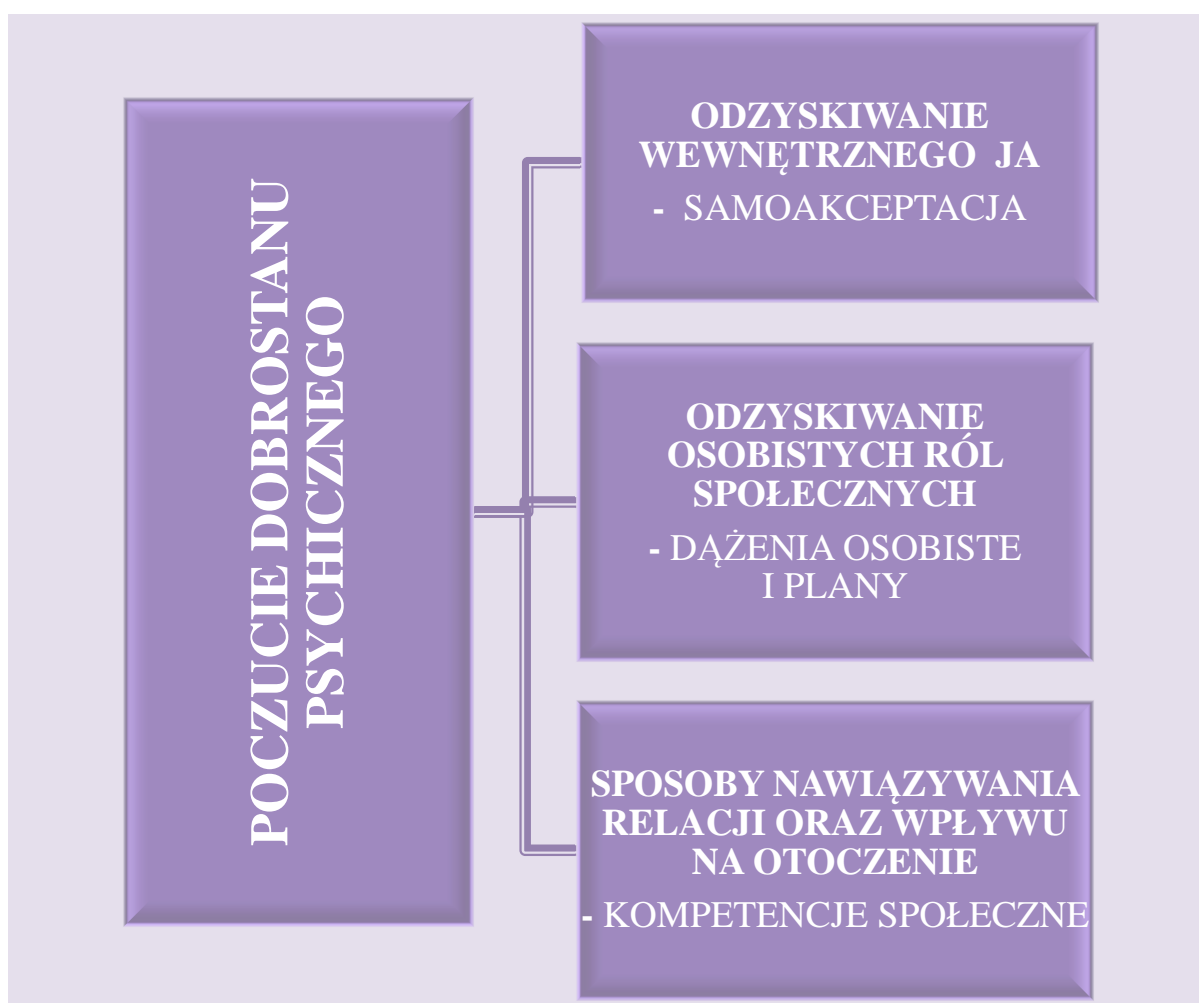 POCZUCIE DOBROSTANU
PSYCHICZNEGO
ODZYSKIWANIE
WEWNĘTRZNEGO JA
- SAMOAKCEPTACJA
ODZYSKIWANIE
OSOBISTYCH RÓL
SPOŁECZNYCH
- DĄŻENIA OSOBISTE
I PLANY
SPOSOBY NAWIĄZYWANIA
RELACJI ORAZ WPŁYWU
NA OTOCZENIE
- KOMPETENCJE SPOŁECZNE